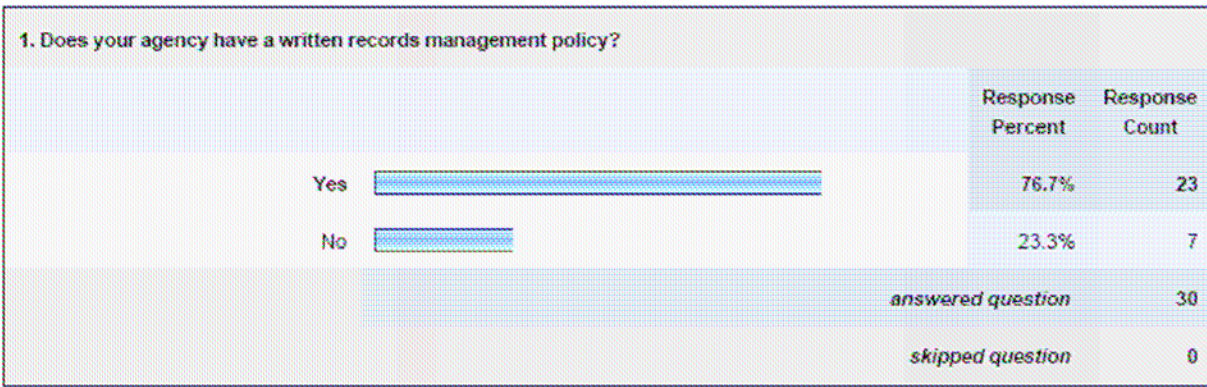 1. Does your agency have a written records management policy?
Response Percent Response Count
Yes 76.7% 23
No 23.3% 7
answered question 30
skipped question 0